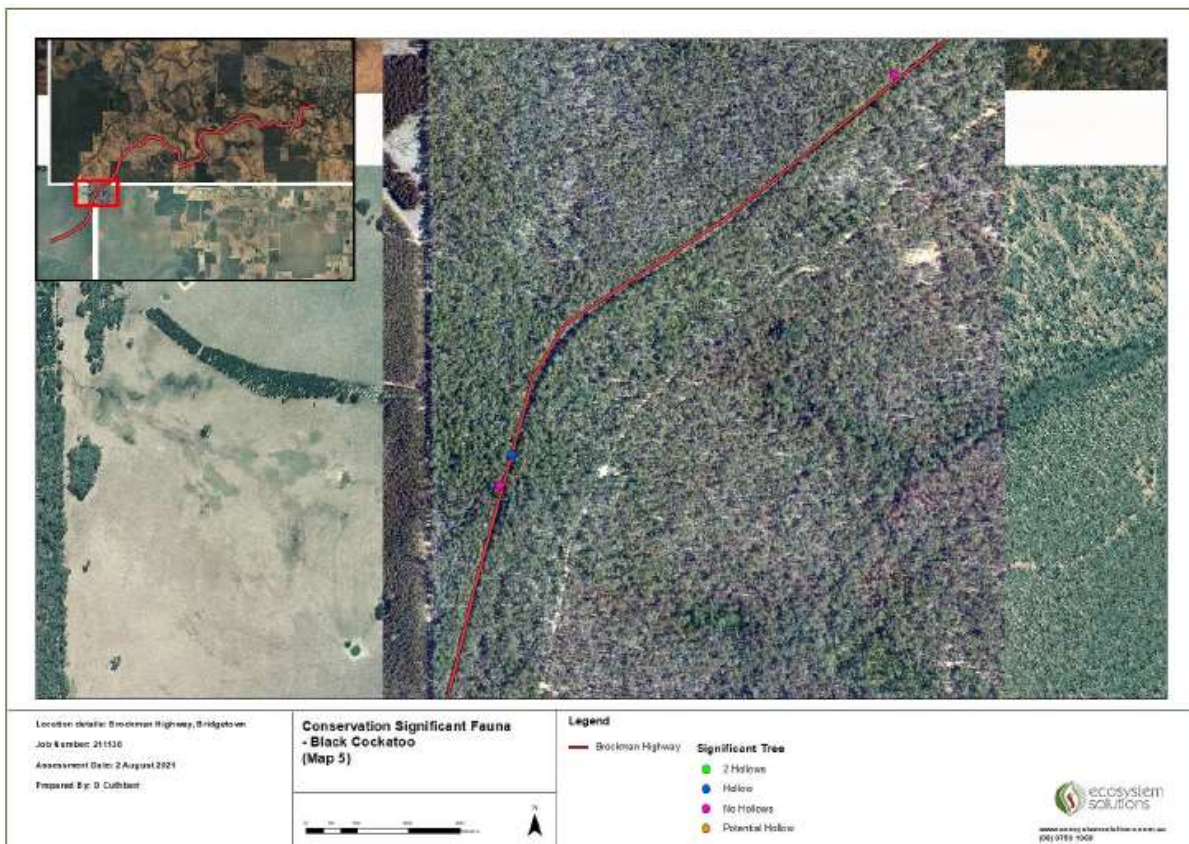 Location details: Brockman Highway, Bridgetown
Job Number: 211138
Assessment Date: 2 August 2021
Prepared By: D Cuthbert
Conservation Significant Fauna
- Black Cockatoo
(Map 5)
N
Legend
Brockman Highway
Significant Tree
2 Hollows
Hollow
No Hollows
Potential Hollow
ecosystem
solutions
www.ecosystemsolutions.com.au